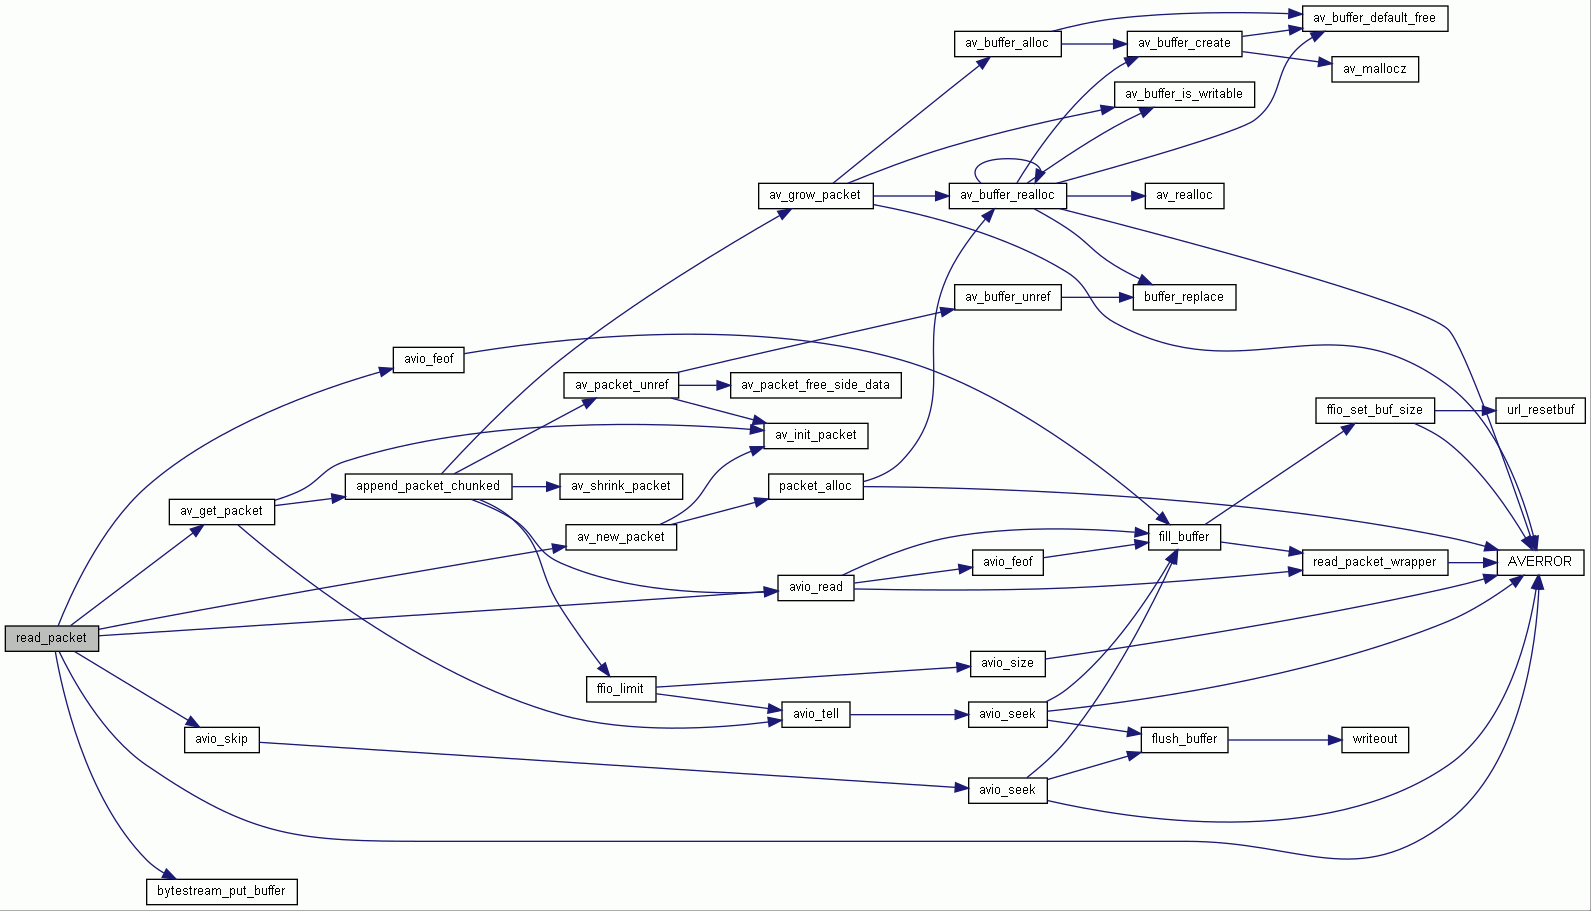 av_buffer_default_free
av_buffer_alloc
av_buffer_create
av_mallocz
av_buffer_is_writable
av_grow_packet
av_buffer_realloc
av_realloc
av_buffer_unref
buffer_replace
avio_feof
av_packet_unref
av_packet_free_side_data
ffio_set_buf_size
url_resetbuf
av_init_packet
append_packet_chunked
av_shrink_packet
packet_alloc
av_get_packet
av_new_packet
fill_buffer
avio_feof
read_packet_wrapper
AVERROR
avio_read
read_packet
avio_size
ffio_limit
avio_tell
avio_seek
avio_skip
flush_buffer
writeout
avio_seek
bytestream_put_buffer